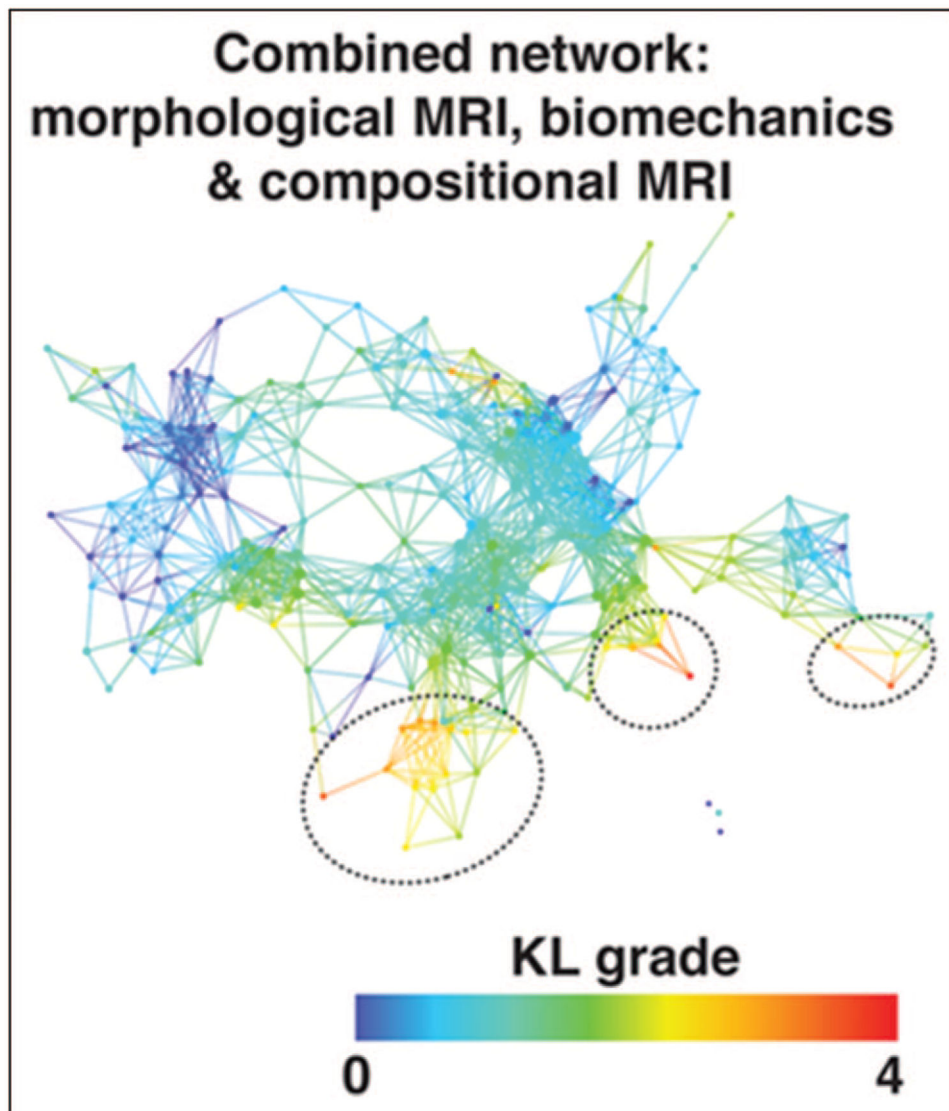 Combined network:
morphological MRI, biomechanics
& compositional MRI
KL grade
0 4